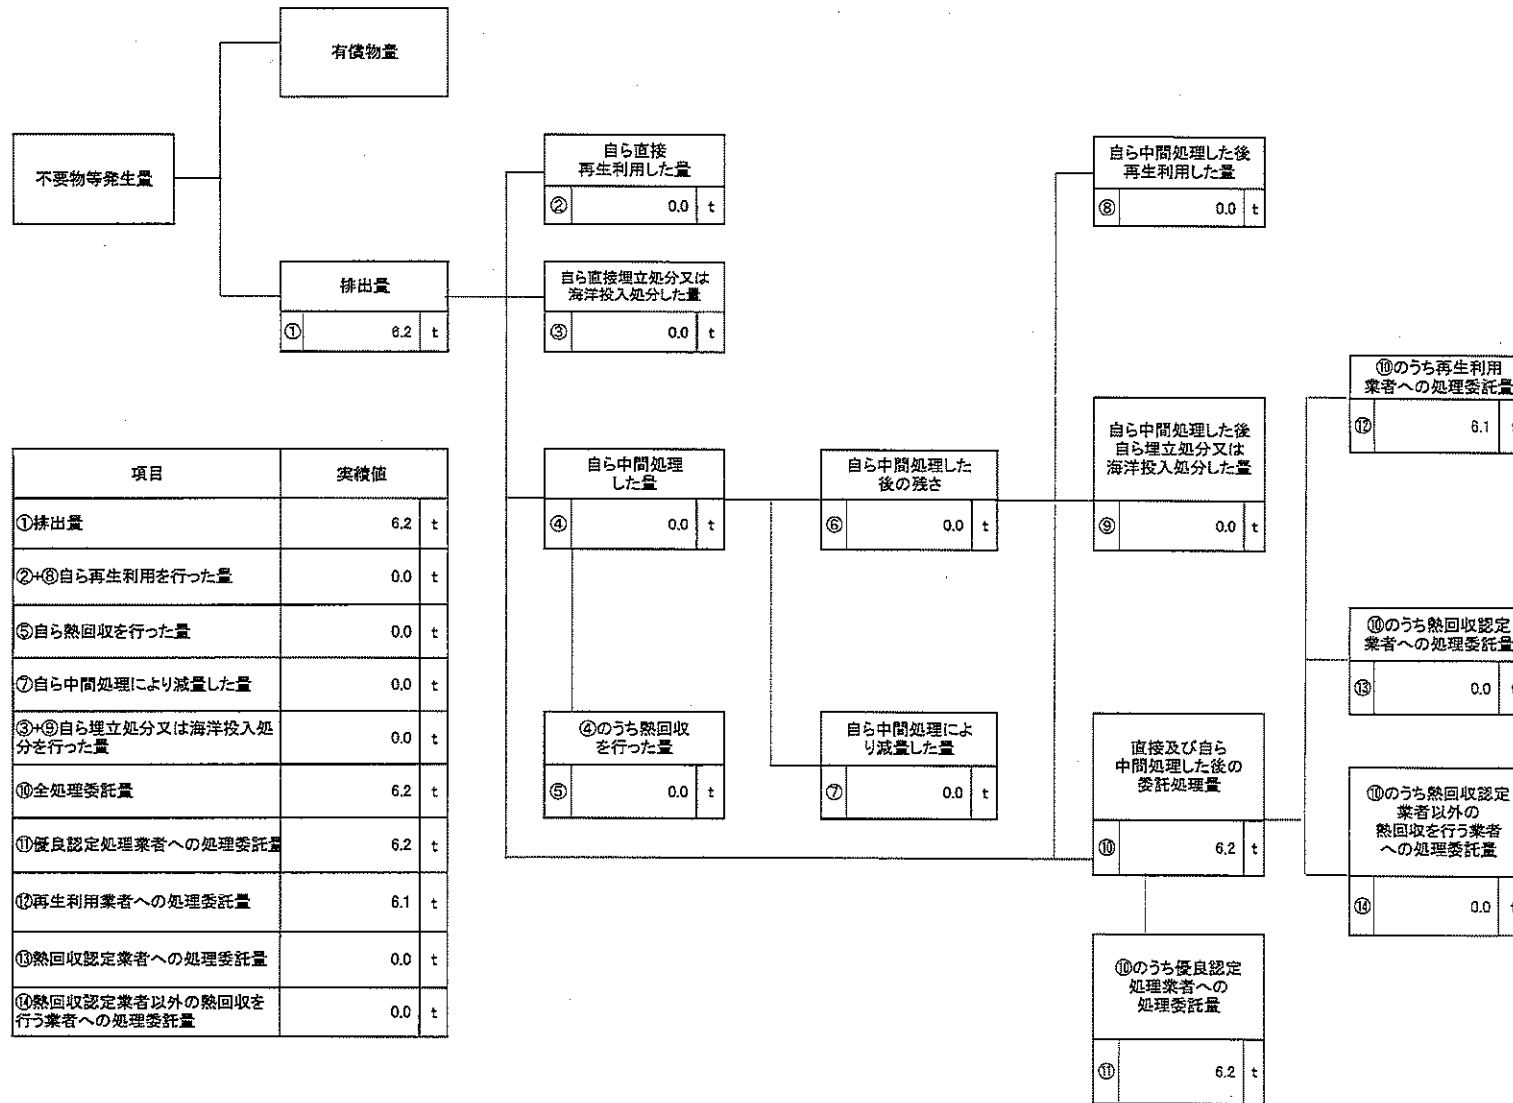 有償物量
不要物等発生量
排出量
① 6.2 t
自ら直接
再生利用した量
② 0.0 t
自ら直接埋立処分又は
海洋投入処分した量
③ 0.0 t
自ら中間処理
した量
④ 0.0 t
④のうち熱回収
を行った量
⑤ 0.0 t
自ら中間処理した
後の残さ
⑥ 0.0 t
自ら中間処理によ
り減量した量
⑦ 0.0 t
自ら中間処理した後
再生利用した量
⑧ 0.0 t
自ら中間処理した後
自ら埋立処分又は
海洋投入処分した量
⑨ 0.0 t
直接及び自ら
中間処理した後の
委託処理量
⑩ 6.2 t
⑩のうち優良認定
処理業者への
処理委託量
⑪ 6.2 t
⑩のうち再生利用
業者への処理委託量
⑫ 6.1
⑩のうち熱回収認定
業者への処理委託量
⑬ 0.0
⑩のうち熱回収認定
業者以外の
熱回収を行う業者
への処理委託量
⑭ 0.0
項目 実績値
①排出量 6.2 t
②+⑧自ら再生利用を行った量 0.0 t
⑤自ら熱回収を行った量 0.0 t
⑦自ら中間処理により減量した量 0.0 t
③+⑨自ら埋立処分又は海洋投入処
分を行った量 0.0 t
⑩全処理委託量 6.2 t
⑪優良認定処理業者への処理委託量 6.2 t
⑫再生利用業者への処理委託量 6.1 t
⑬熱回収認定業者への処理委託量 0.0 t
⑭熱回収認定業者以外の熱回収を
行う業者への処理委託量 0.0 t